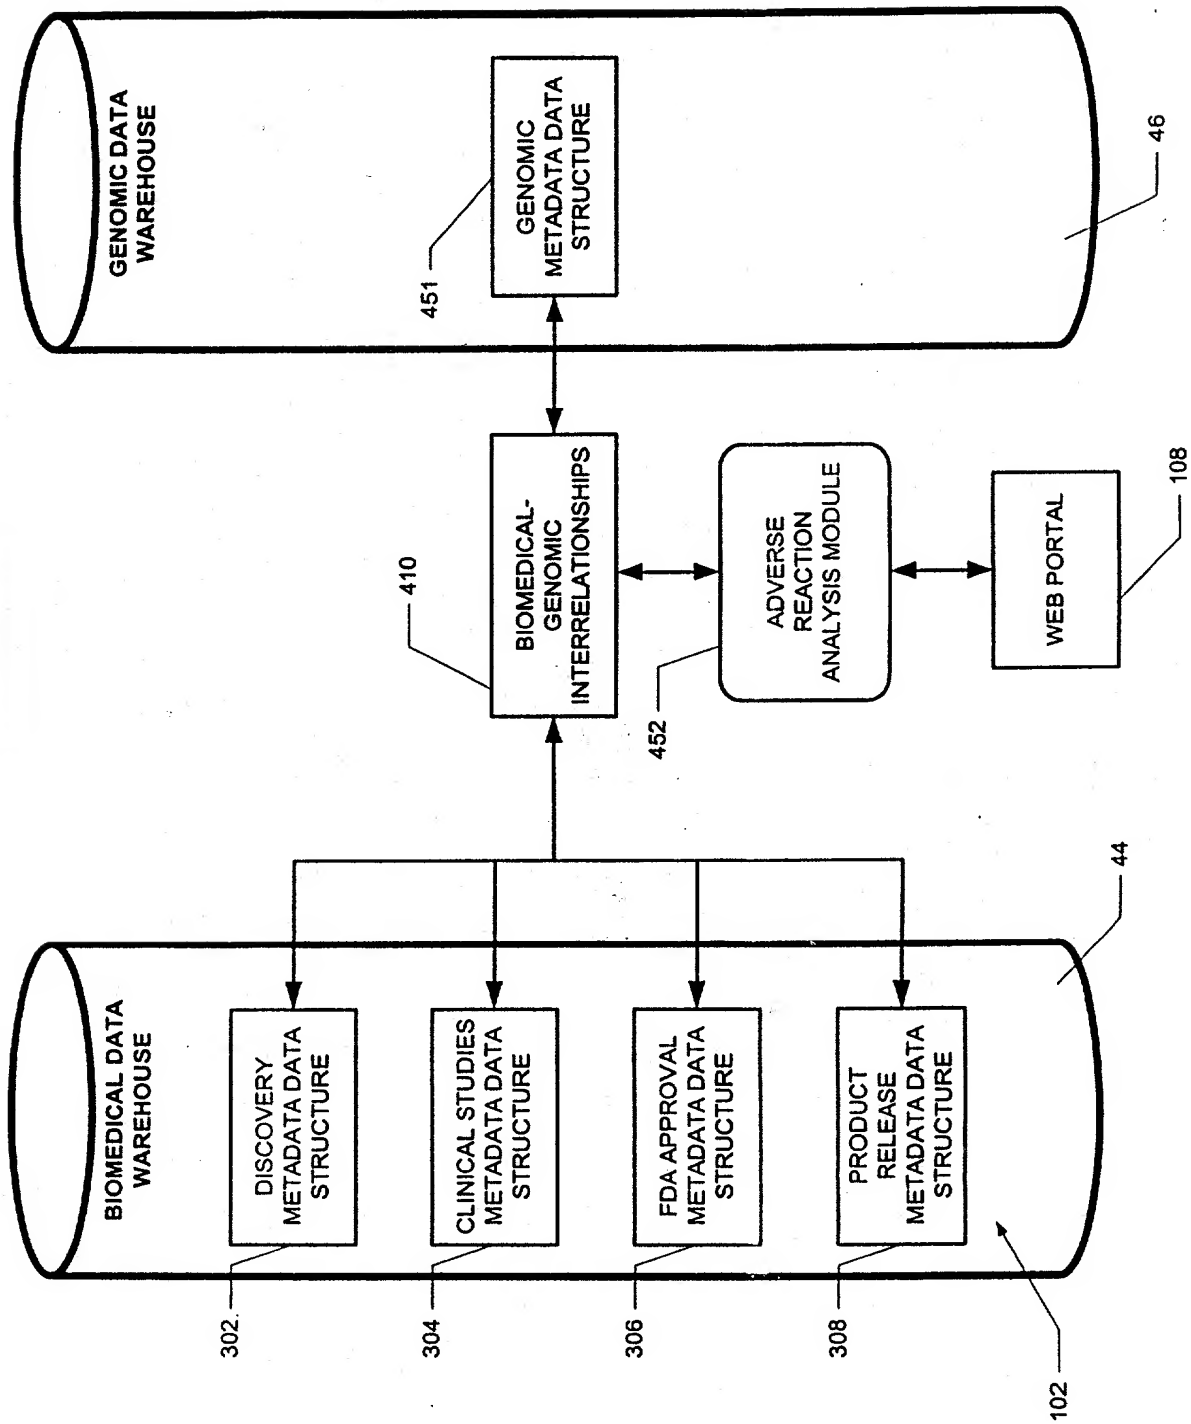 BIOMEDICAL DATA
WAREHOUSE
302
DISCOVERY
METADATA DATA
STRUCTURE
304
CLINICAL STUDIES
METADATA DATA
STRUCTURE
306
FDA APPROVAL
METADATA DATA
STRUCTURE
308
PRODUCT
RELEASE
METADATA DATA
STRUCTURE
102
44
410
BIOMEDICAL-
GENOMIC
INTERRELATIONSHIPS
452
ADVERSE
REACTION
ANALYSIS MODULE
WEB PORTAL
108
GENOMIC DATA
WAREHOUSE
451
GENOMIC
METADATA DATA
STRUCTURE
46